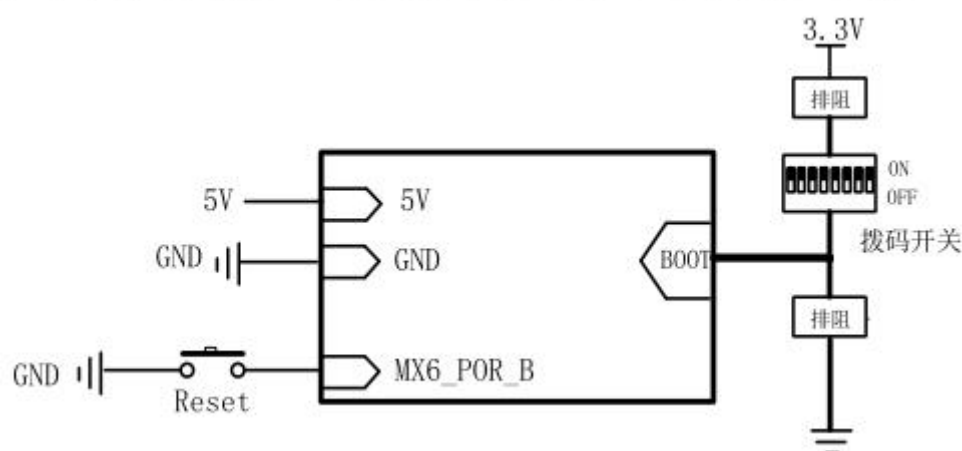 3.3V
排阻
ON
OFF
拨码开关
5V
5V
GND
GND
BOOT
排阻
GND
MX6_POR_B
Reset